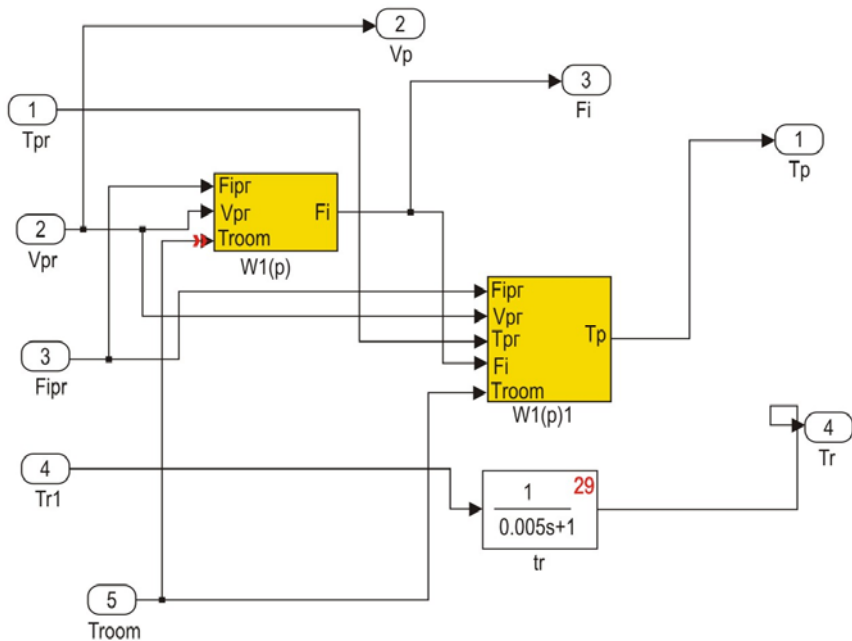 2
Vp
3
Fi
1
Tpr
1
Tp
Fipr
Vpr
Fi
Troom
W1(p)
2
Vpr
Fipr
Vpr
Tpr
Tp
Fi
Troom
W1(p)1
3
Fipr
4
Tr
4
Tr1
1
29
0.005s+1
tr
5
Troom